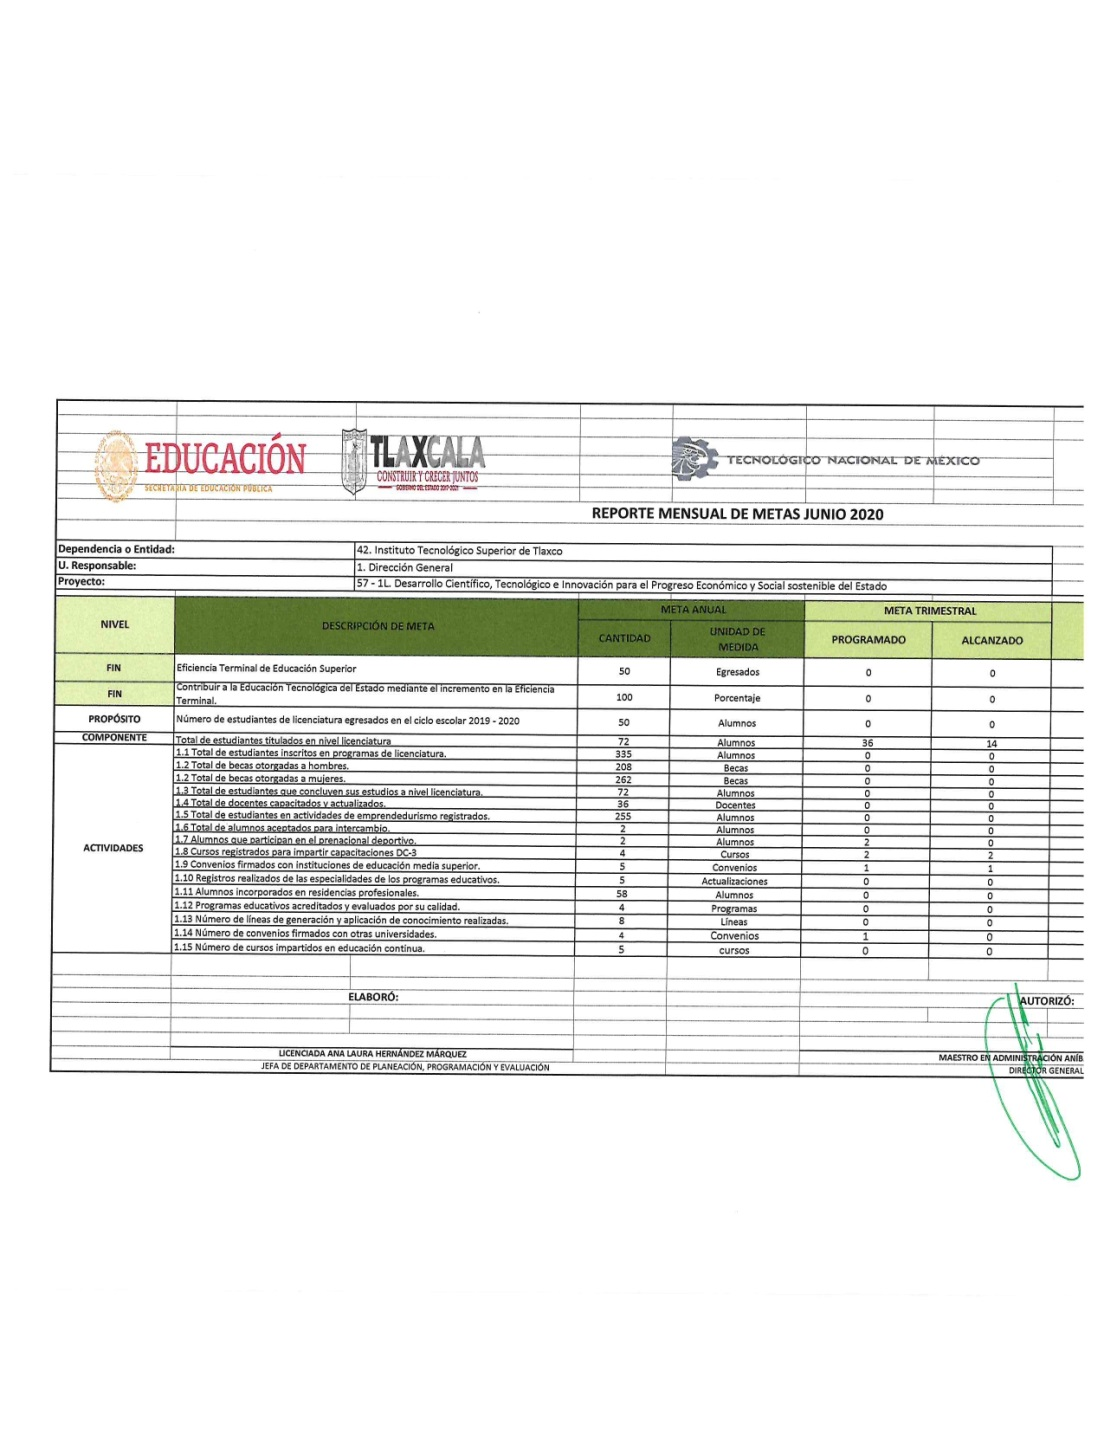 EDUCACIÓN
SECRETARÍA DE EDUCACIÓN PÚBLICA
TLAXCALA
CONSTRUIR Y CRECER JUNTOS
GOBIERNO DEL ESTADO 2017-2021
TECNOLÓGICO NACIONAL DE MÉXICO
REPORTE MENSUAL DE METAS JUNIO 2020
Dependencia o Entidad: 42. Instituto Tecnológico Superior de Tlaxco
U. Responsable: 1. Dirección General
Proyecto: 57 - 1L. Desarrollo Científico, Tecnológico e Innovación para el Progreso Económico y Social sostenible del Estado
NIVEL DESCRIPCIÓN DE META META ANUAL META TRIMESTRAL
CANTIDAD UNIDAD DE MEDIDA PROGRAMADO ALCANZADO
FIN Eficiencia Terminal de Educación Superior 50 Egresados 0 0
FIN Contribuir a la Educación Tecnológica del Estado mediante el incremento en la Eficiencia
Terminal. 100 Porcentaje 0 0
PROPÓSITO Número de estudiantes de licenciatura egresados en el ciclo escolar 2019 - 2020 50 Alumnos 0 0
COMPONENTE Total de estudiantes titulados en nivel licenciatura 72 Alumnos 36 14
ACTIVIDADES
1.1 Total de estudiantes inscritos en programas de licenciatura. 335 Alumnos 0 0
1.2 Total de becas otorgadas a hombres. 208 Becas 0 0
1.2 Total de becas otorgadas a mujeres. 262 Becas 0 0
1.3 Total de estudiantes que concluyen sus estudios a nivel licenciatura. 72 Alumnos 0 0
1.4 Total de docentes capacitados y actualizados. 36 Docentes 0 0
1.5 Total de estudiantes en actividades de emprendedurismo registrados. 255 Alumnos 0 0
1.6 Total de alumnos aceptados para intercambio. 2 Alumnos 0 0
1.7 Alumnos que participan en el prenacional deportivo. 2 Alumnos 2 0
1.8 Cursos registrados para impartir capacitaciones DC-3 4 Cursos 2 2
1.9 Convenios firmados con instituciones de educación media superior. 5 Convenios 1 1
1.10 Registros realizados de las especialidades de los programas educativos. 5 Actualizaciones 0 0
1.11 Alumnos incorporados en residencias profesionales. 58 Alumnos 0 0
1.12 Programas educativos acreditados y evaluados por su calidad. 4 Programas 0 0
1.13 Número de líneas de generación y aplicación de conocimiento realizadas. 8 Líneas 0 0
1.14 Número de convenios firmados con otras universidades. 4 Convenios 1 0
1.15 Número de cursos impartidos en educación continua. 5 cursos 0 0
ELABORÓ: AUTORIZÓ:
LICENCIADA ANA LAURA HERNÁNDEZ MÁRQUEZ MAESTRO EN ADMINISTRACIÓN ANÍB
JEFA DE DEPARTAMENTO DE PLANEACIÓN, PROGRAMACIÓN Y EVALUACIÓN DIRECTOR GENERAL